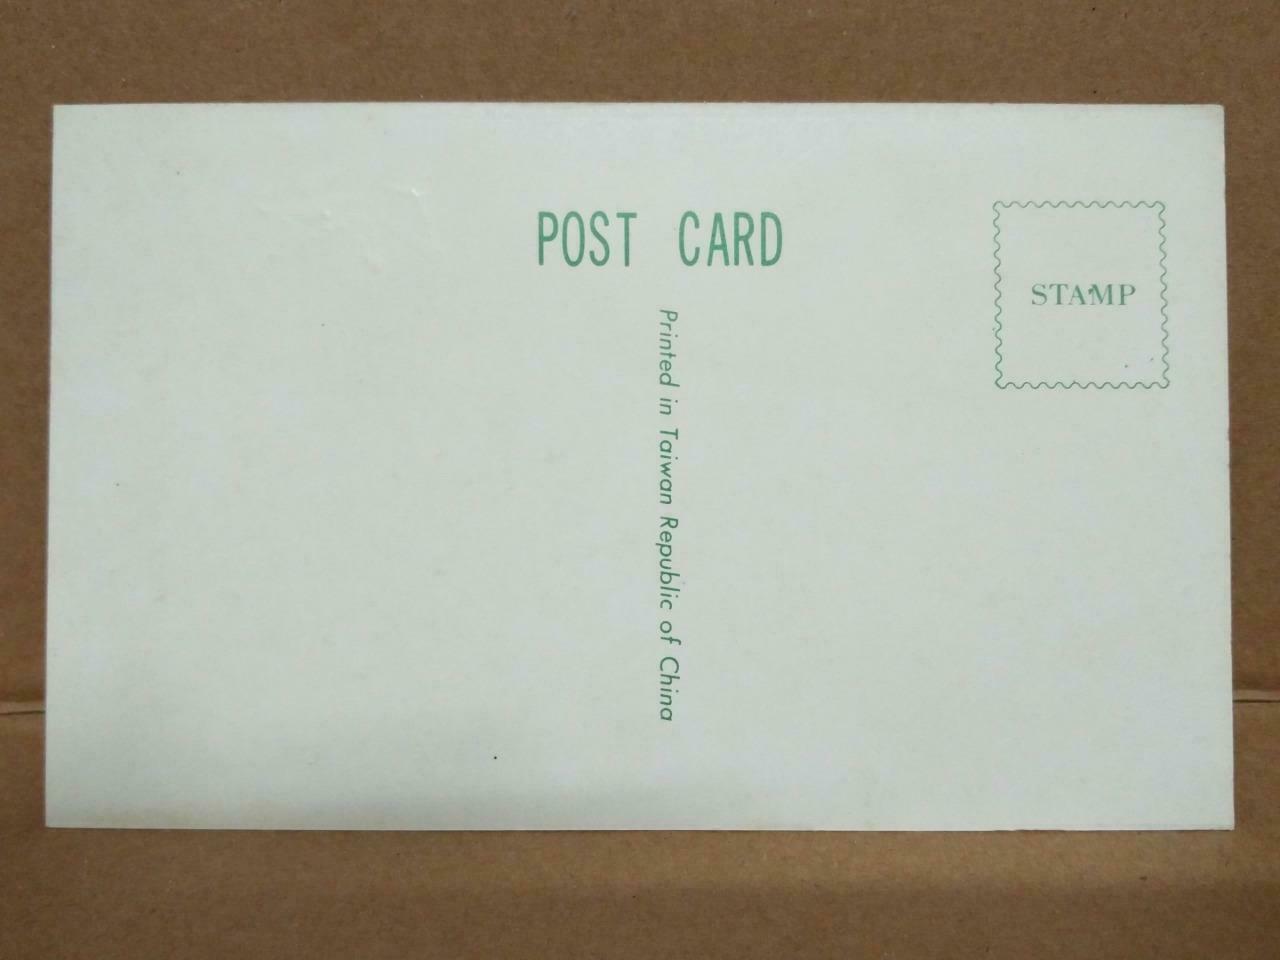 POST CARD
STAMP
Printed in Taiwan Republic of China